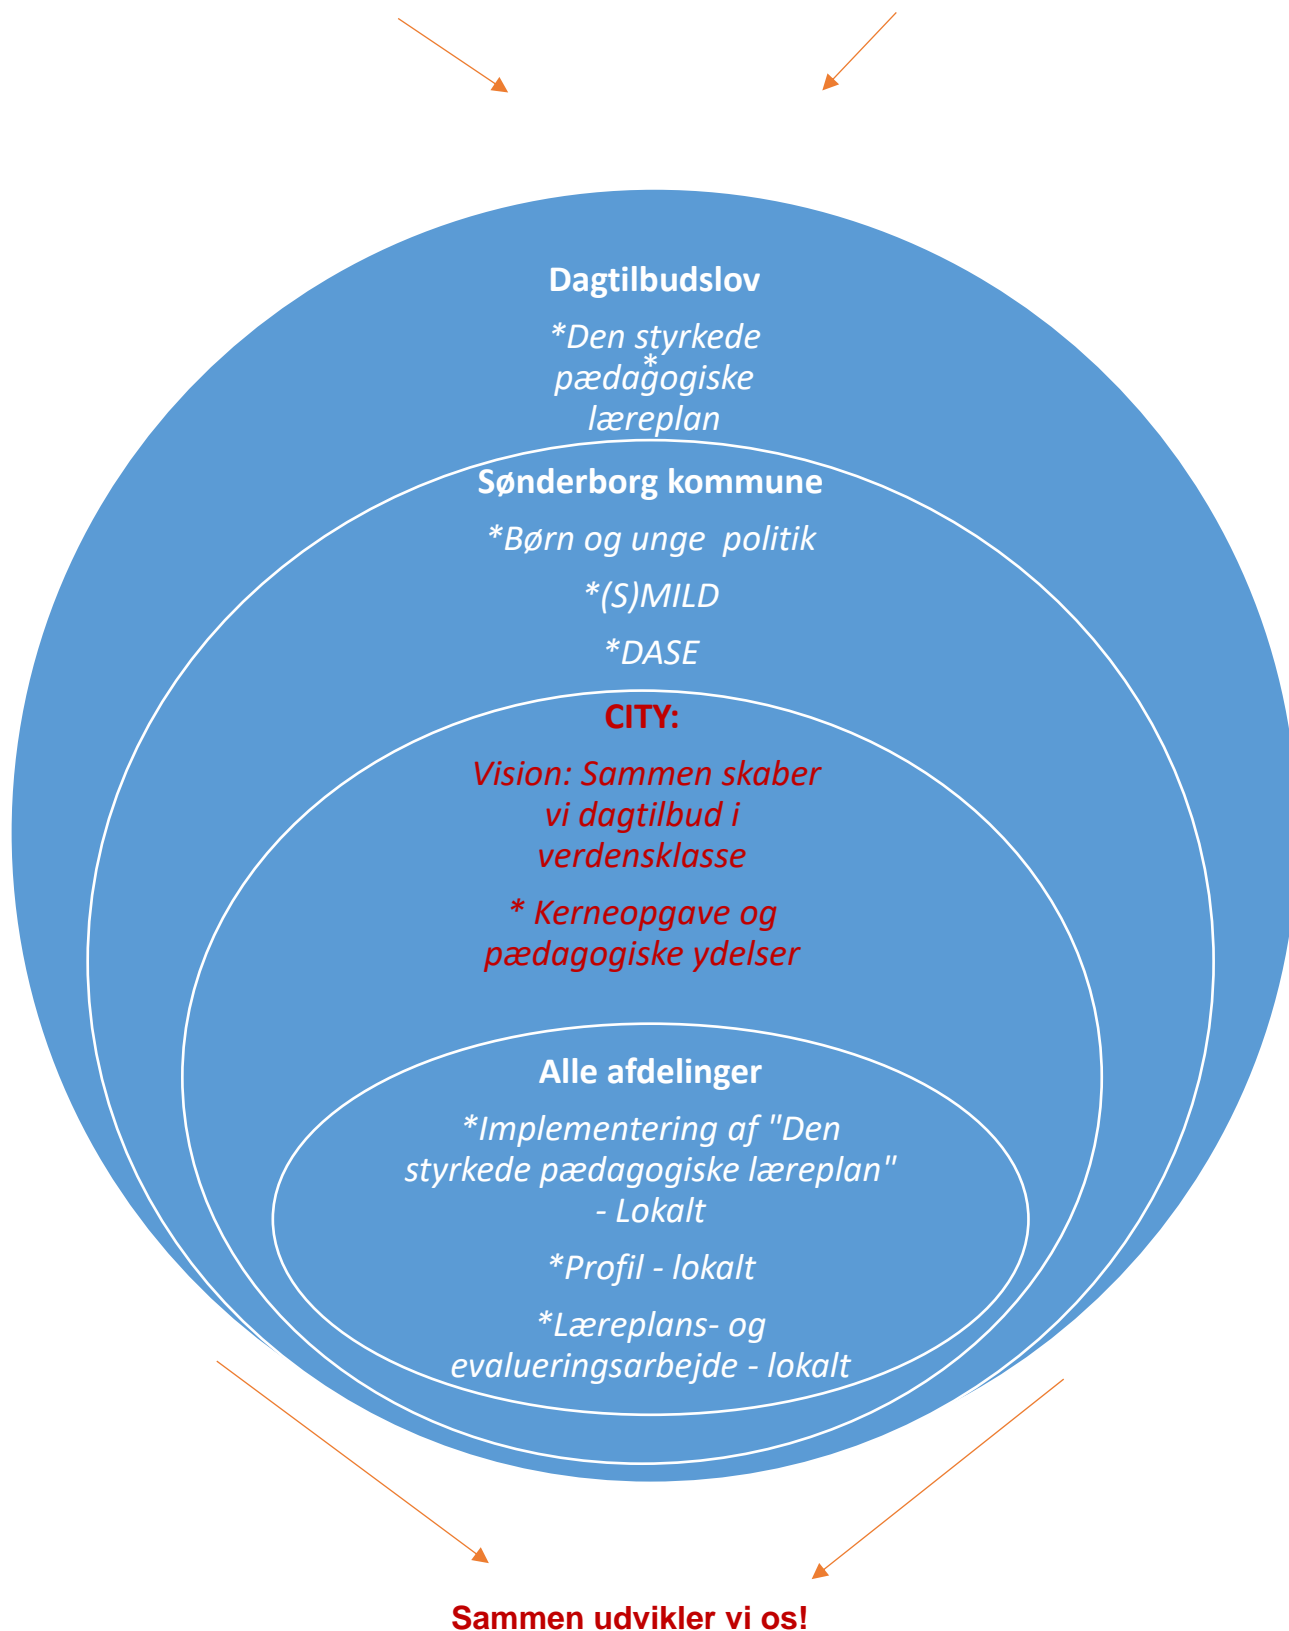 Dagtilbudslov
*Den styrkede
*
pædagogiske
læreplan
Sønderborg kommune
*Børn og unge  politik
*(S)MILD
*DASE
CITY:
Vision: Sammen skaber
vi dagtilbud i
verdensklasse
* Kerneopgave og
pædagogiske ydelser
Alle afdelinger
*Implementering af "Den
styrkede pædagogiske læreplan"
- Lokalt
*Profil - lokalt
*Læreplans- og
evalueringsarbejde - lokalt
Sammen udvikler vi os!